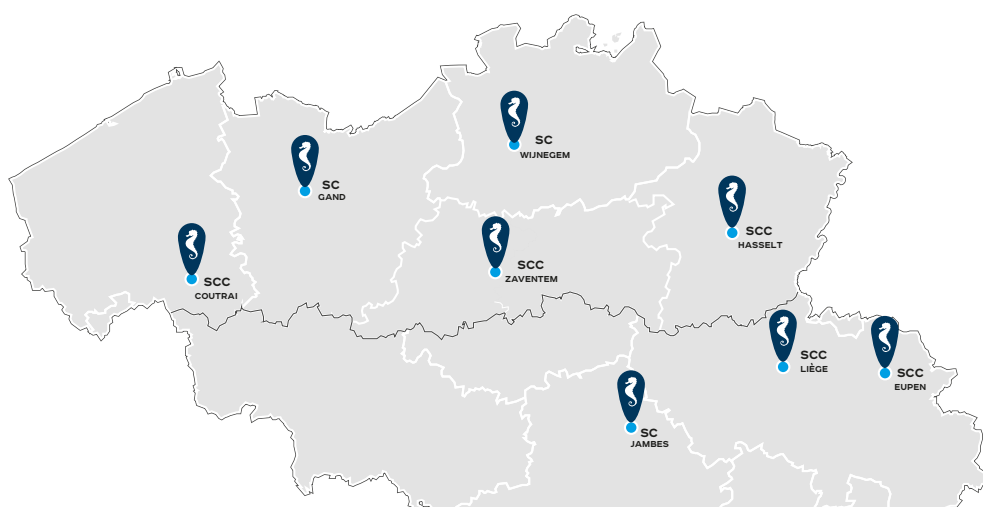 SC
WIJNEGEM
SC
GAND
SCC
HASSELT
SCC
ZAVENTEM
SCC
COUTRAI
SCC
LIÈGE
SCC
EUPEN
SC
JAMBES